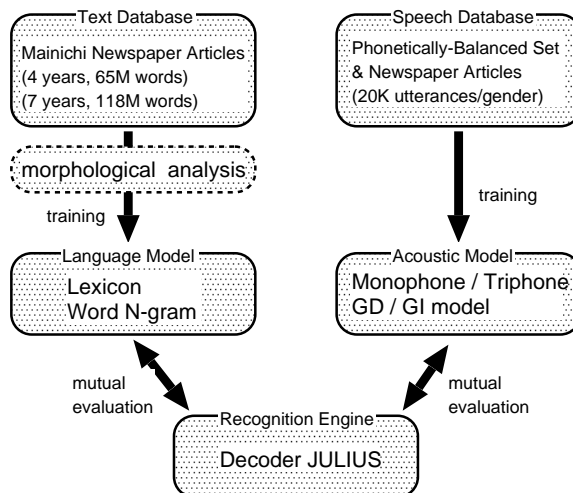 Text Database
Mainichi Newspaper Articles
(4 years, 65M words)
(7 years, 118M words)
morphological analysis
training
Language Model
Lexicon
Word N-gram
mutual
evaluation
Speech Database
Phonetically-Balanced Set
& Newspaper Articles
(20K utterances/gender)
training
Acoustic Model
Monophone / Triphone
GD / GI model
mutual
evaluation
Recognition Engine
Decoder JULIUS